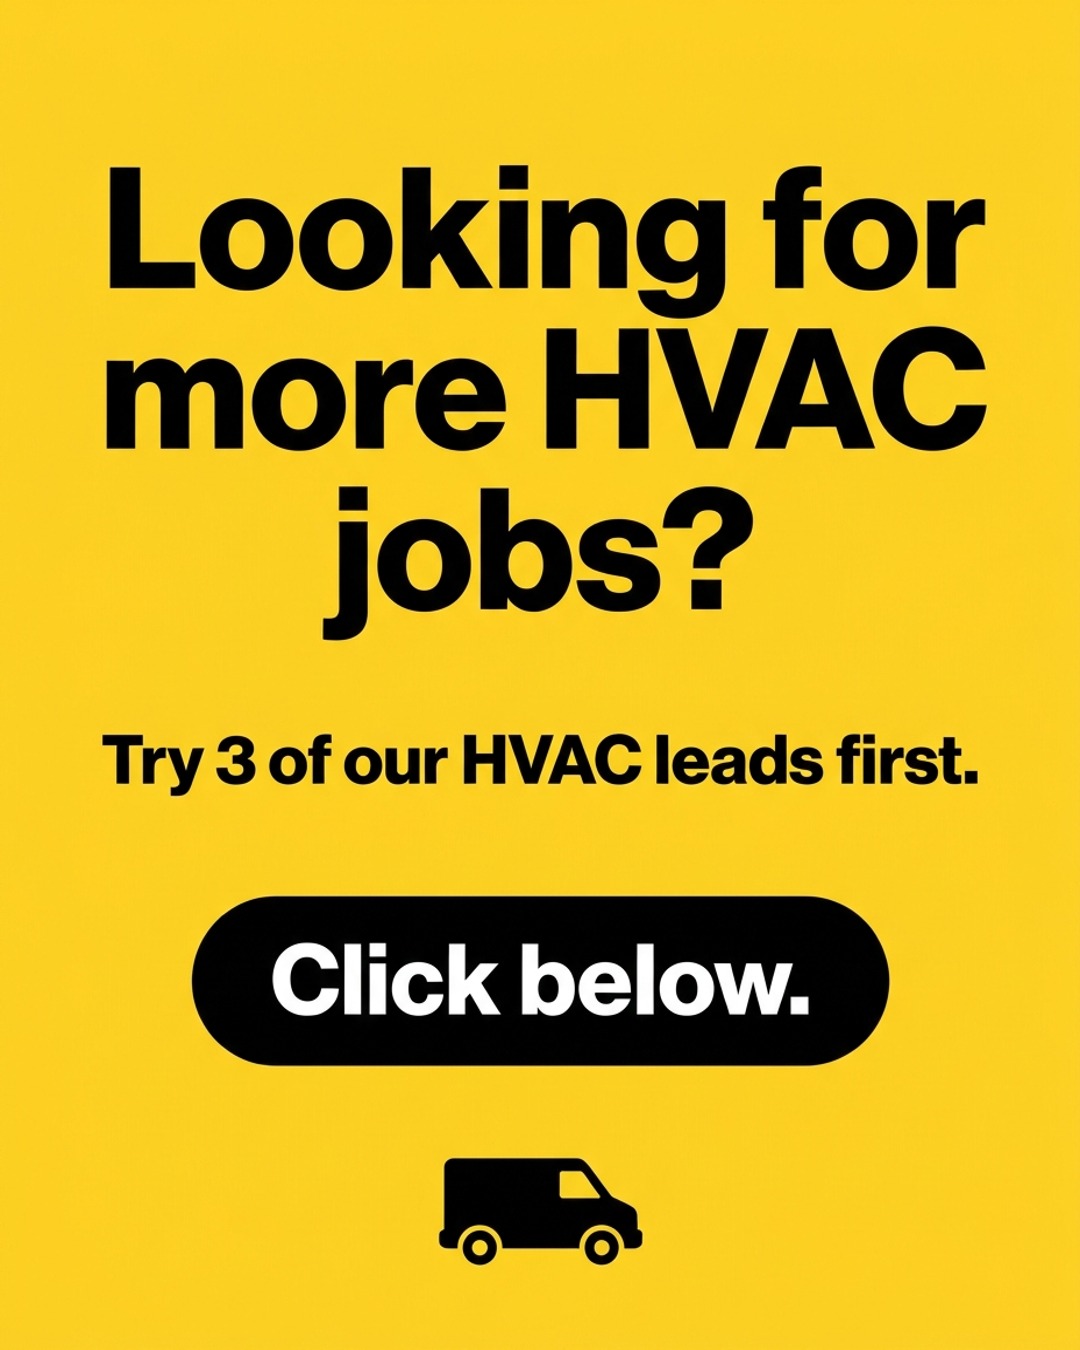 Looking for
more HVAC
jobs?
Try 3 of our HVAC leads first.
Click below.